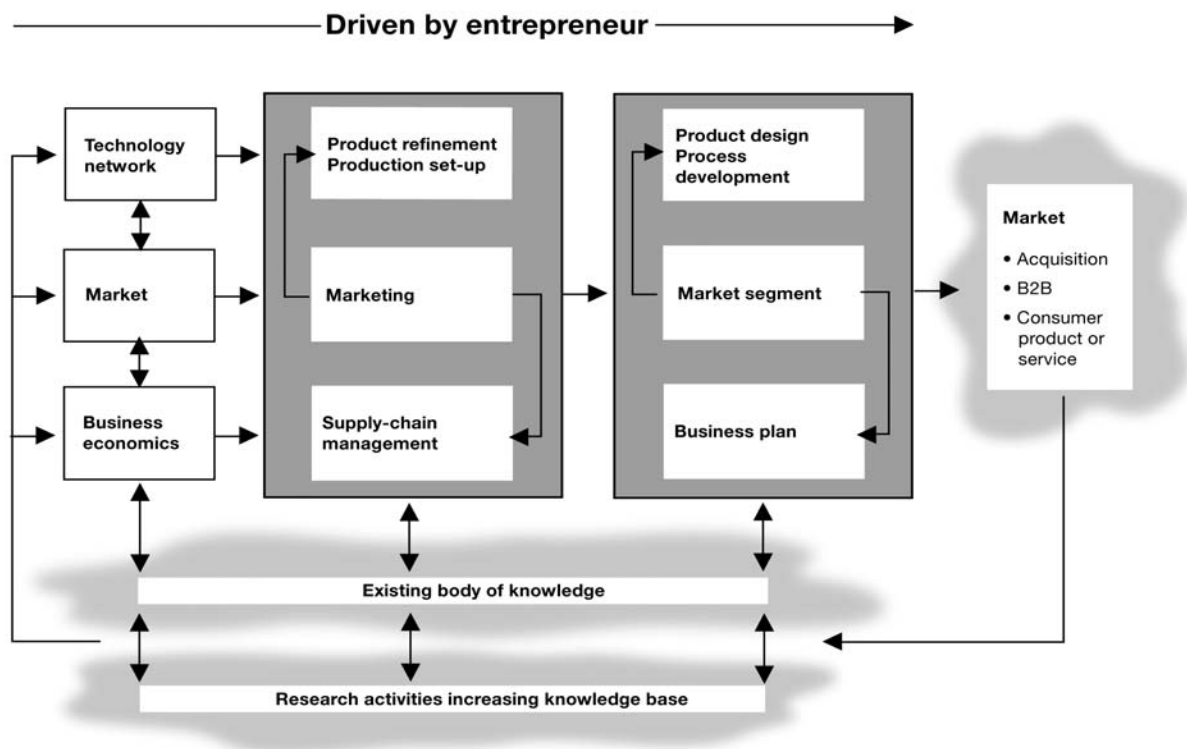 Driven by entrepreneur
Technology
network
Product refinement
Production set-up
Product design
Process
development
Market
Marketing
Market segment
Market
• Acquisition
• B2B
• Consumer
product or
service
Business
economics
Supply-chain
management
Business plan
Existing body of knowledge
Research activities increasing knowledge base